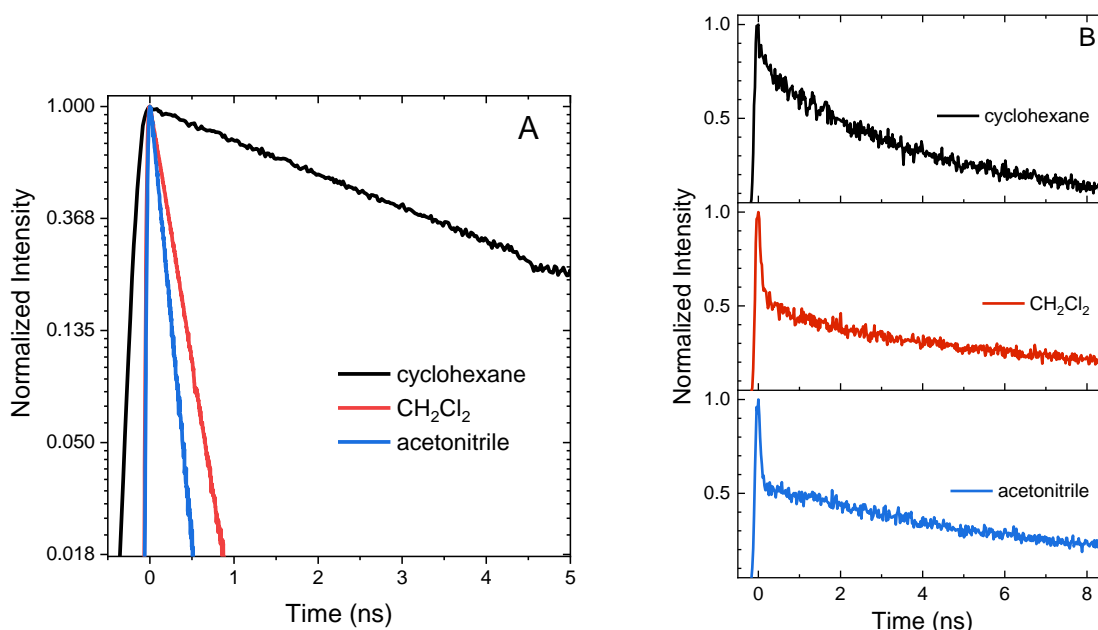 A
1.000
0.368
0.135
0.050
0.018
Normalized Intensity
cyclohexane
CH₂Cl₂
acetonitrile
0 1 2 3 4 5
Time (ns)
B
1.0
0.5
cyclohexane
1.0
0.5
CH₂Cl₂
1.0
0.5
acetonitrile
Normalized Intensity
0 2 4 6 8
Time (ns)